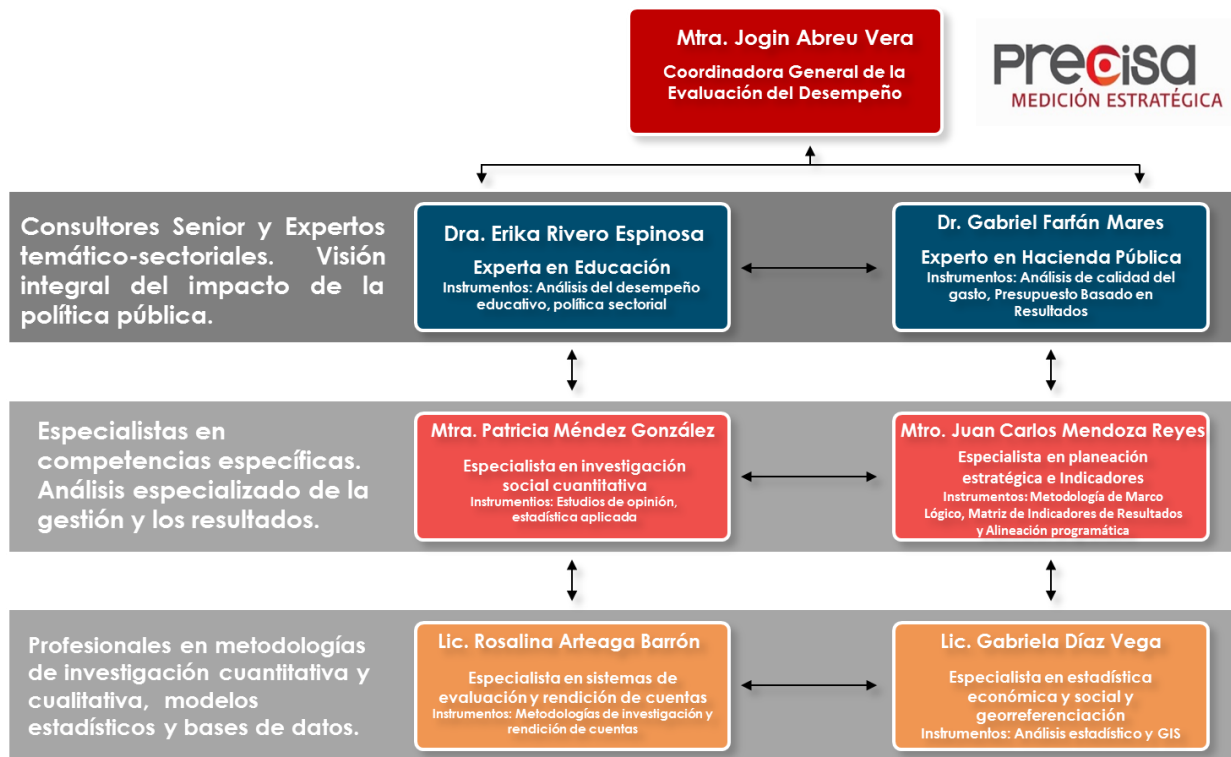 Mtra. Jogin Abreu Vera
Coordinadora General de la
Evaluación del Desempeño
precisa
MEDICIÓN ESTRATÉGICA
Consultores Senior y Expertos
temático-sectoriales. Visión
integral del impacto de la
política pública.
Dra. Erika Rivero Espinosa
Experta en Educación
Instrumentos: Análisis del desempeño
educativo, política sectorial
Dr. Gabriel Farfán Mares
Experto en Hacienda Pública
Instrumentos: Análisis de calidad del
gasto, Presupuesto Basado en
Resultados
Especialistas en
competencias específicas.
Análisis especializado de la
gestión y los resultados.
Mtra. Patricia Méndez González
Especialista en investigación
social cuantitativa
Instrumentios: Estudios de opinión,
estadística aplicada
Mtro. Juan Carlos Mendoza Reyes
Especialista en planeación
estratégica e Indicadores
Instrumentos: Metodología de Marco
Lógico, Matriz de Indicadores de Resultados
y Alineación programática
Profesionales en metodologías
de investigación cuantitativa y
cualitativa, modelos
estadísticos y bases de datos.
Lic. Rosalina Arteaga Barrón
Especialista en sistemas de
evaluación y rendición de cuentas
Instrumentos: Metodologías de investigación y
rendición de cuentas
Lic. Gabriela Díaz Vega
Especialista en estadística
económica y social y
georreferenciación
Instrumentos: Análisis estadístico y GIS